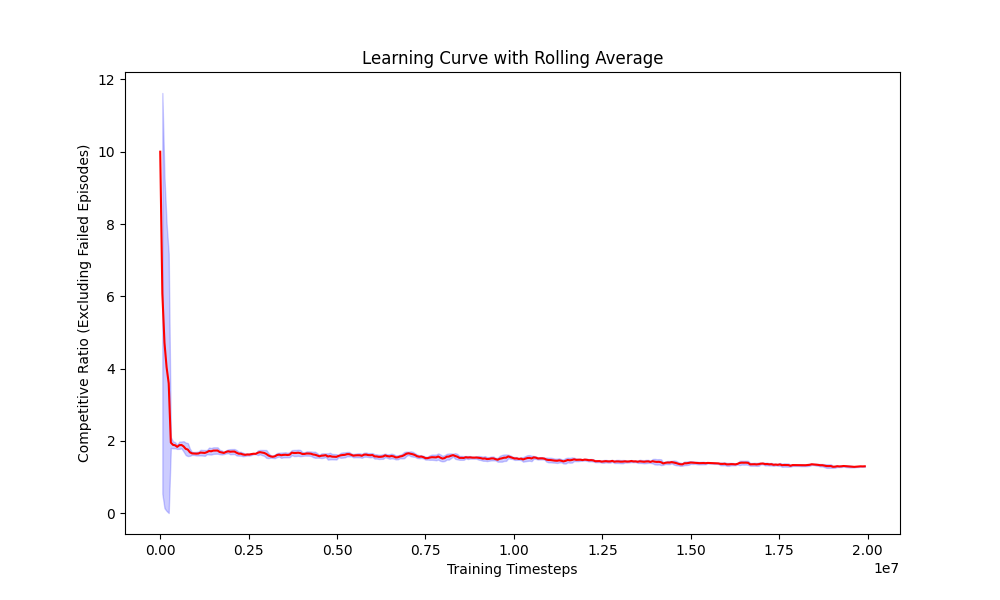 Learning Curve with Rolling Average
Competitive Ratio (Excluding Failed Episodes)
12
10
8
6
4
2
0
0.00 0.25 0.50 0.75 1.00 1.25 1.50 1.75 2.00
1e7
Training Timesteps